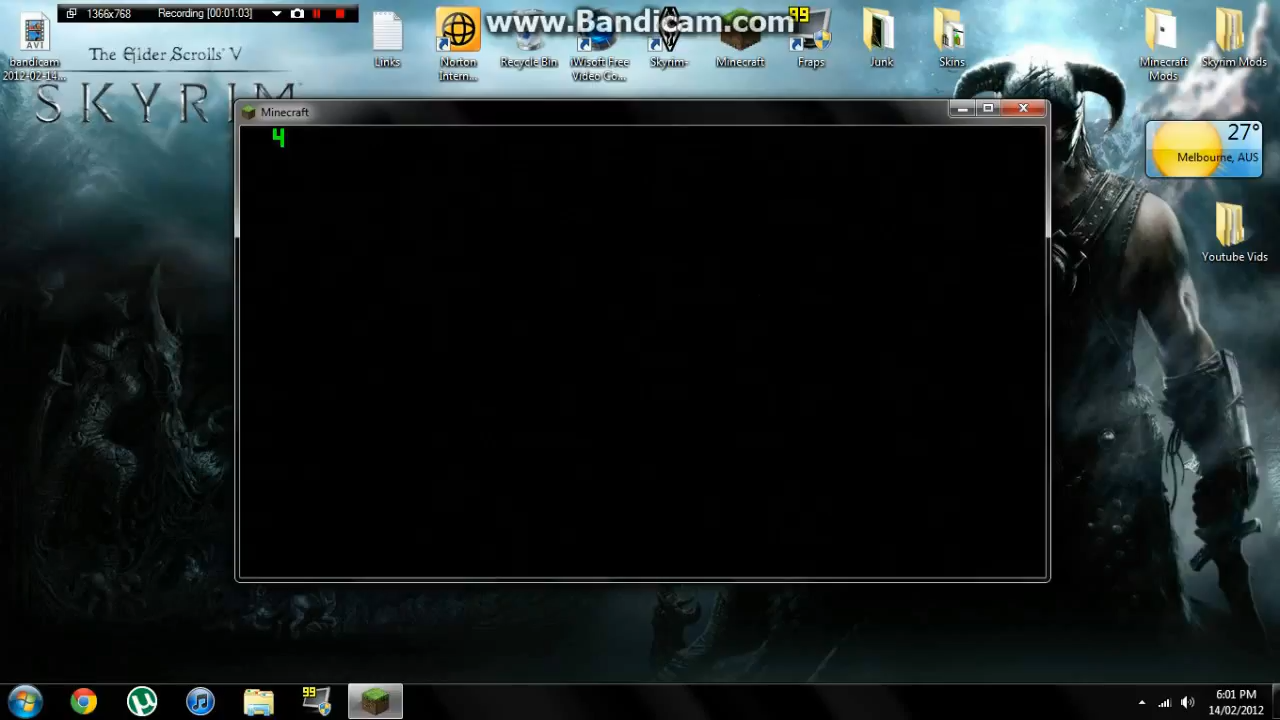 1366x768 Recording [00:01:03]
www.Bandicam.com
AVI
bandicam
2012-02-14...
Links
Norton
Intern...
Recycle Bin
iWisoft Free
Video Co...
Skyrim-
Minecraft
99
Fraps
Junk
Skins
Minecraft
Mods
Skyrim Mods
The Elder Scrolls V
SKYRIM
Minecraft
4
27°
Melbourne, AUS
Youtube Vids
99
6:01 PM
14/02/2012